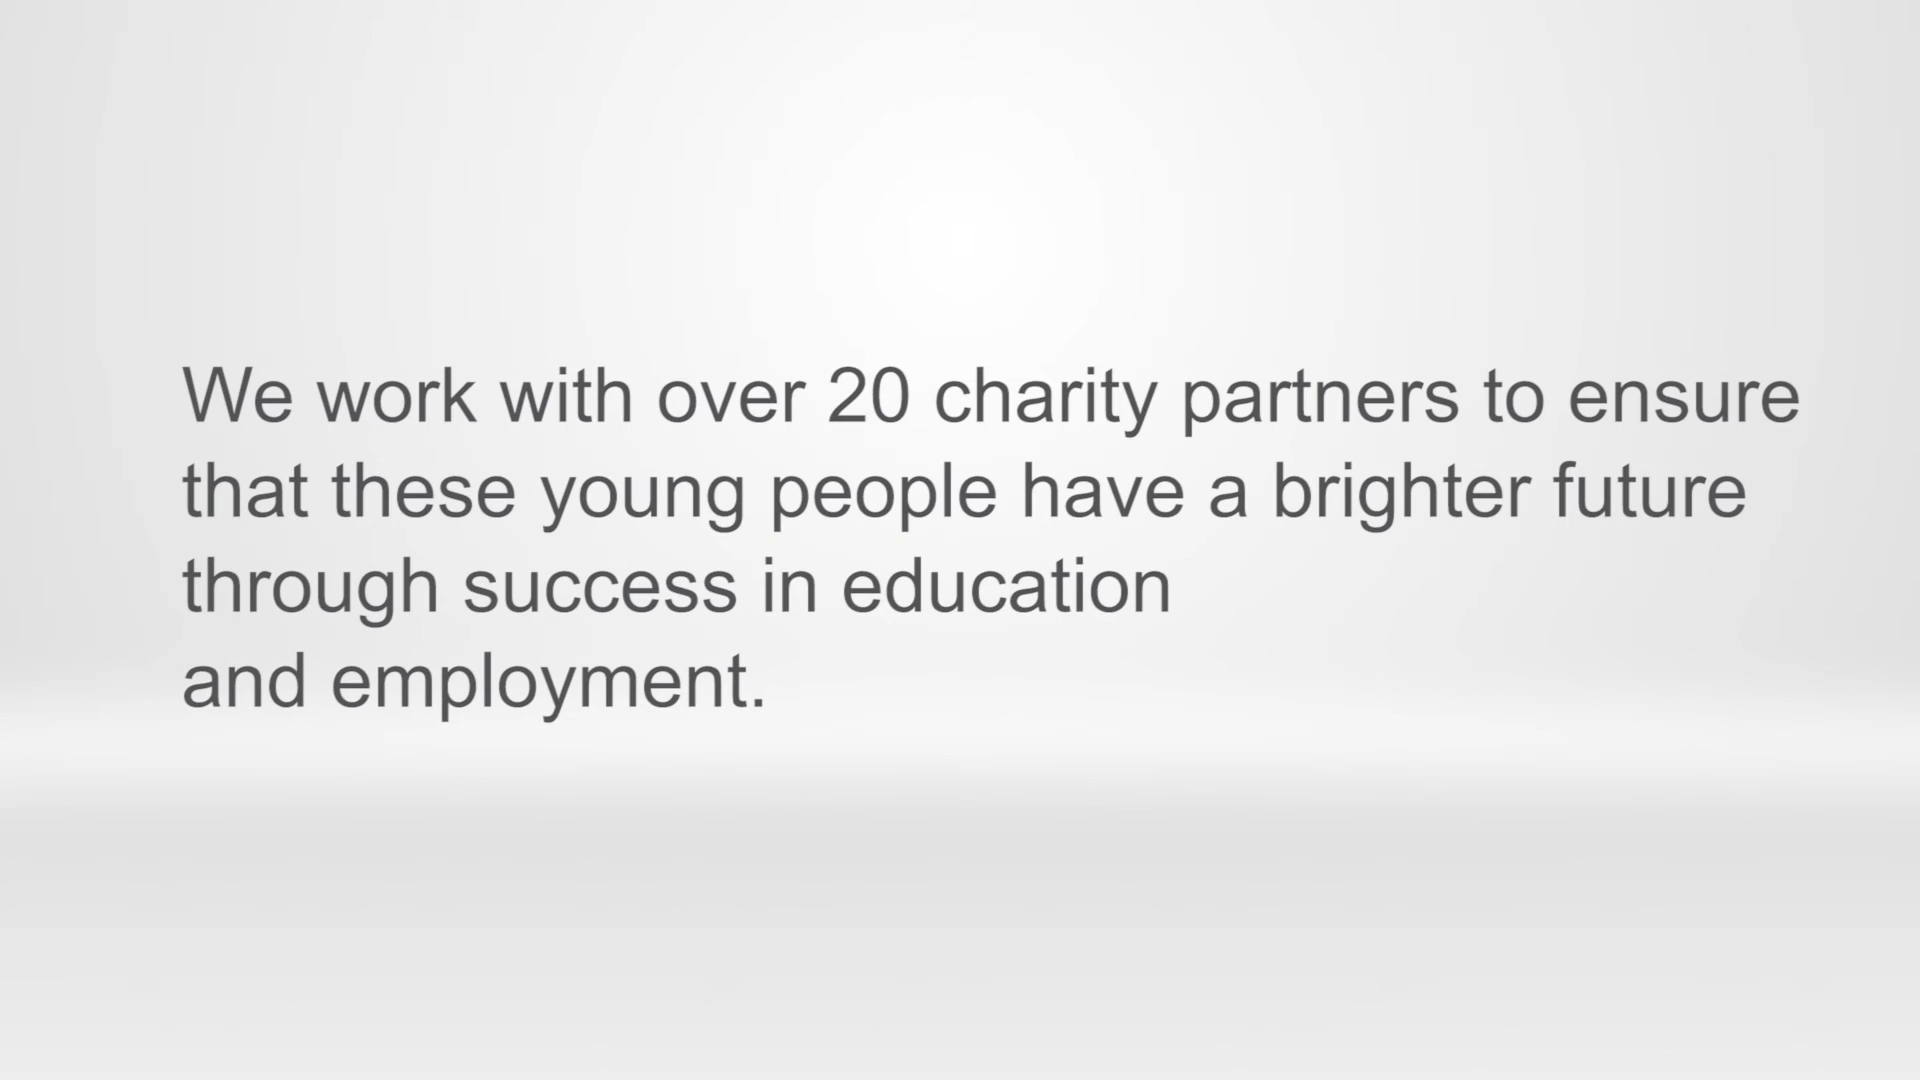 We work with over 20 charity partners to ensure
that these young people have a brighter future
through success in education
and employment.